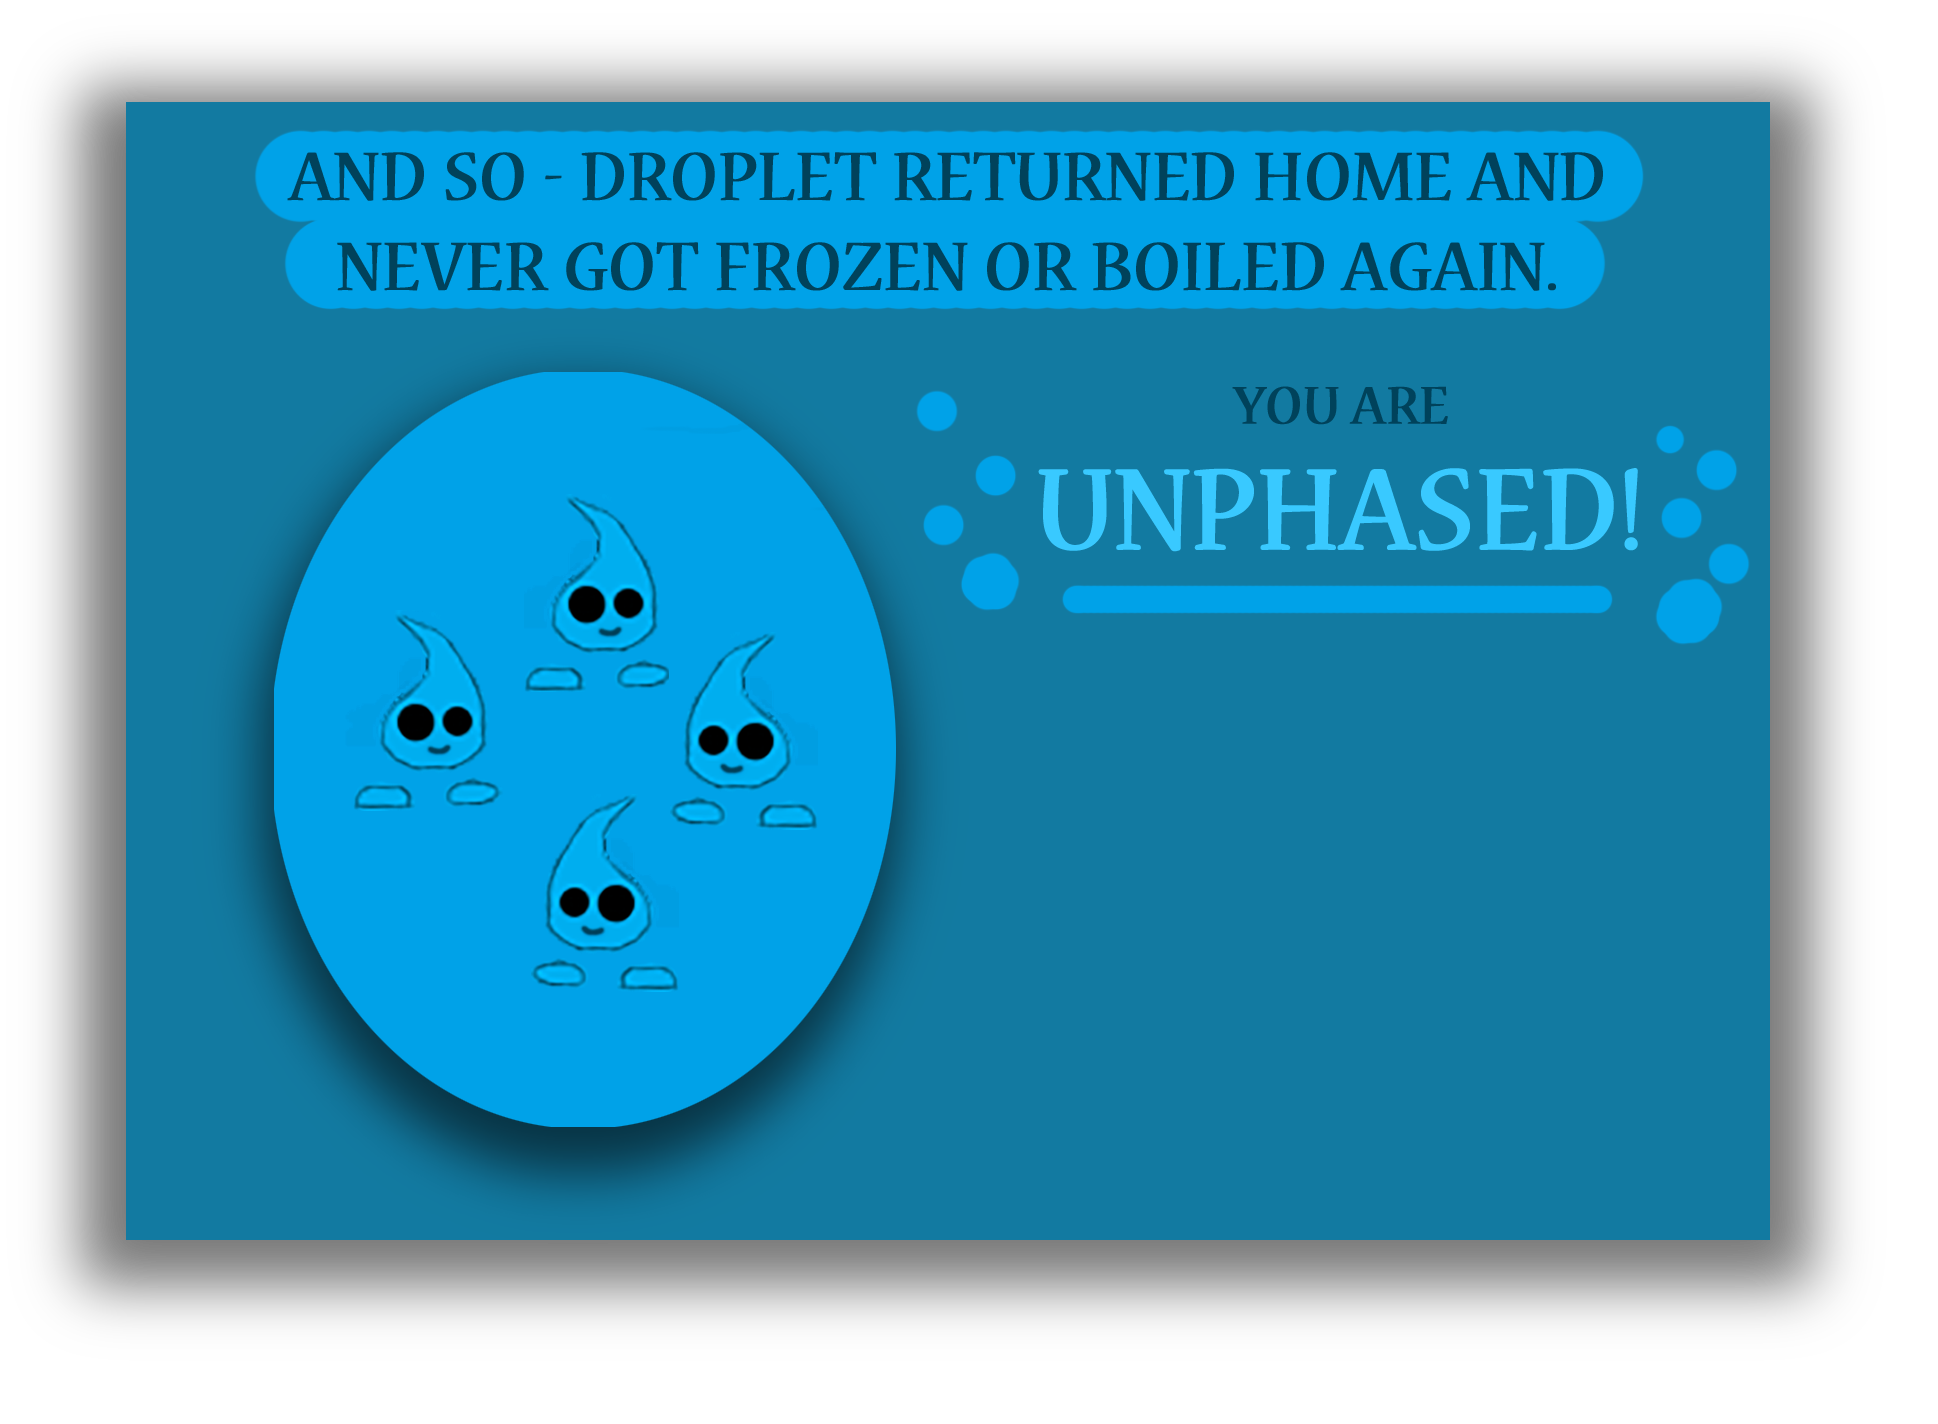 AND SO - DROPLET RETURNED HOME AND
NEVER GOT FROZEN OR BOILED AGAIN.
YOU ARE
UNPHASED!